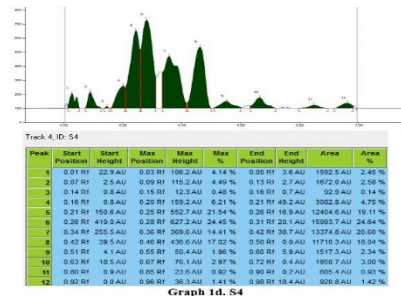 Track 4, ID: S4
Peak Start Position Start Height Max Position Max Height Max % End Position End Height Area Area %
1 0.01 Rf 22.9 AU 0.03 Rf 106.2 AU 4.14 % 0.05 Rf 3.6 AU 1592.5 AU 2.45 %
2 0.07 Rf 2.5 AU 0.09 Rf 115.2 AU 4.49 % 0.13 Rf 2.7 AU 1672.0 AU 2.58 %
3 0.14 Rf 0.8 AU 0.15 Rf 12.3 AU 0.48 % 0.16 Rf 0.7 AU 92.9 AU 0.14 %
4 0.16 Rf 0.8 AU 0.20 Rf 159.2 AU 6.21 % 0.21 Rf 49.2 AU 3082.8 AU 4.75 %
5 0.21 Rf 150.6 AU 0.25 Rf 552.7 AU 21.54 % 0.26 Rf 16.9 AU 12404.6 AU 19.11 %
6 0.26 Rf 419.0 AU 0.28 Rf 627.2 AU 24.45 % 0.31 Rf 20.1 AU 15993.7 AU 24.64 %
7 0.34 Rf 255.5 AU 0.36 Rf 369.6 AU 14.41 % 0.42 Rf 38.7 AU 13374.8 AU 20.60 %
8 0.42 Rf 39.5 AU 0.46 Rf 436.6 AU 17.02 % 0.50 Rf 0.0 AU 11710.3 AU 18.04 %
9 0.51 Rf 4.1 AU 0.55 Rf 50.4 AU 1.96 % 0.60 Rf 5.9 AU 1517.3 AU 2.34 %
10 0.63 Rf 18.5 AU 0.67 Rf 76.1 AU 2.97 % 0.72 Rf 0.4 AU 1950.7 AU 3.00 %
11 0.80 Rf 0.9 AU 0.85 Rf 23.6 AU 0.92 % 0.90 Rf 0.2 AU 605.4 AU 0.93 %
12 0.92 Rf 0.0 AU 0.96 Rf 36.3 AU 1.41 % 0.98 Rf 18.4 AU 920.8 AU 1.42 %
Graph 1d. S4